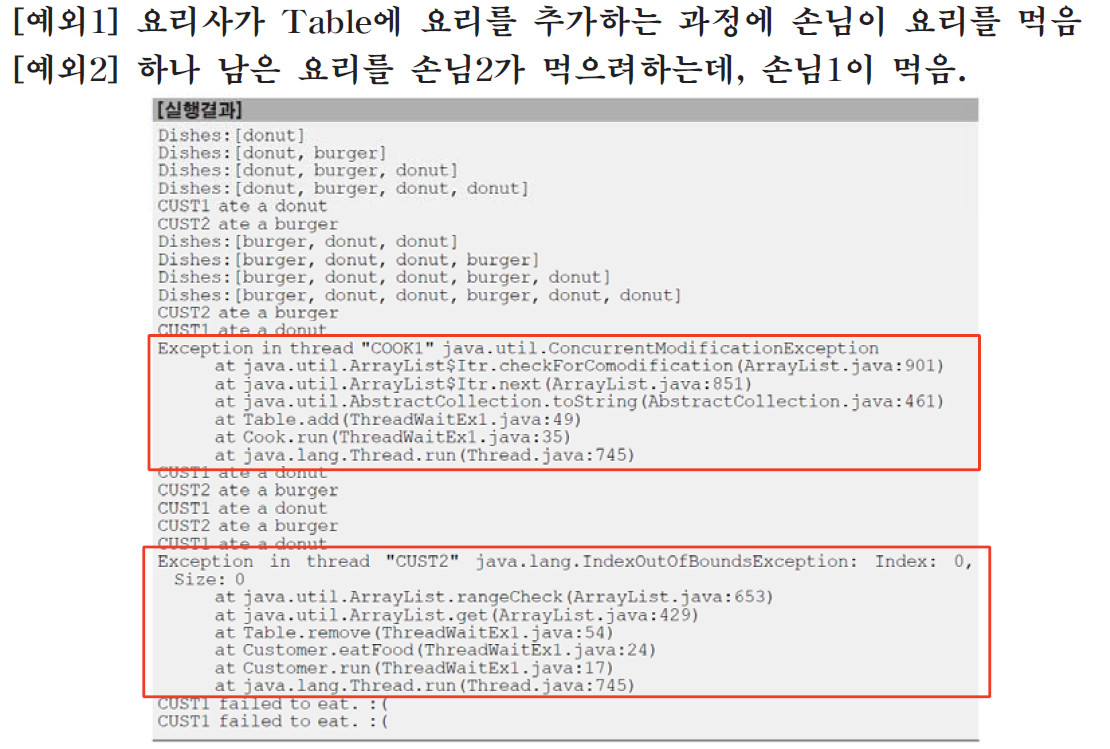 [예외1] 요리사가 Table에 요리를 추가하는 과정에 손님이 요리를 먹음
[예외2] 하나 남은 요리를 손님2가 먹으려하는데, 손님1이 먹음.
[실행결과]
Dishes:[donut]
Dishes:[donut, burger]
Dishes:[donut, burger, donut]
Dishes:[donut, burger, donut, donut]
CUST1 ate a donut
CUST2 ate a burger
Dishes:[burger, donut, donut]
Dishes:[burger, donut, donut, burger]
Dishes:[burger, donut, donut, burger, donut]
Dishes:[burger, donut, donut, burger, donut, donut]
CUST2 ate a burger
CUST1 ate a donut
Exception in thread "COOK1" java.util.ConcurrentModificationException
at java.util.ArrayList$Itr.checkForComodification(ArrayList.java:901)
at java.util.ArrayList$Itr.next(ArrayList.java:851)
at java.util.AbstractCollection.toString(AbstractCollection.java:461)
at Table.add(ThreadWaitEx1.java:49)
at Cook.run(ThreadWaitEx1.java:35)
at java.lang.Thread.run(Thread.java:745)
CUST1 ate a donut
CUST2 ate a burger
CUST1 ate a donut
CUST2 ate a burger
CUST1 ate a donut
Exception in thread "CUST2" java.lang.IndexOutOfBoundsException: Index: 0,
Size: 0
at java.util.ArrayList.rangeCheck(ArrayList.java:653)
at java.util.ArrayList.get(ArrayList.java:429)
at Table.remove(ThreadWaitEx1.java:54)
at Customer.eatFood(ThreadWaitEx1.java:24)
at Customer.run(ThreadWaitEx1.java:17)
at java.lang.Thread.run(Thread.java:745)
CUST1 failed to eat. :(
CUST1 failed to eat. :(